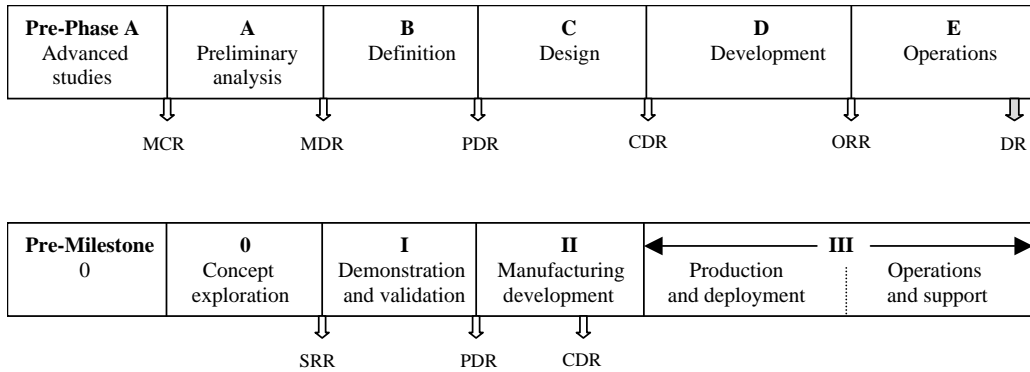 Pre-Phase A A B C D E
Advanced Preliminary Definition Design Development Operations
studies analysis
MCR MDR PDR CDR ORR DR
Pre-Milestone 0 I II III
0 Concept Demonstration Manufacturing Production Operations
exploration and validation development and deployment and support
SRR PDR CDR